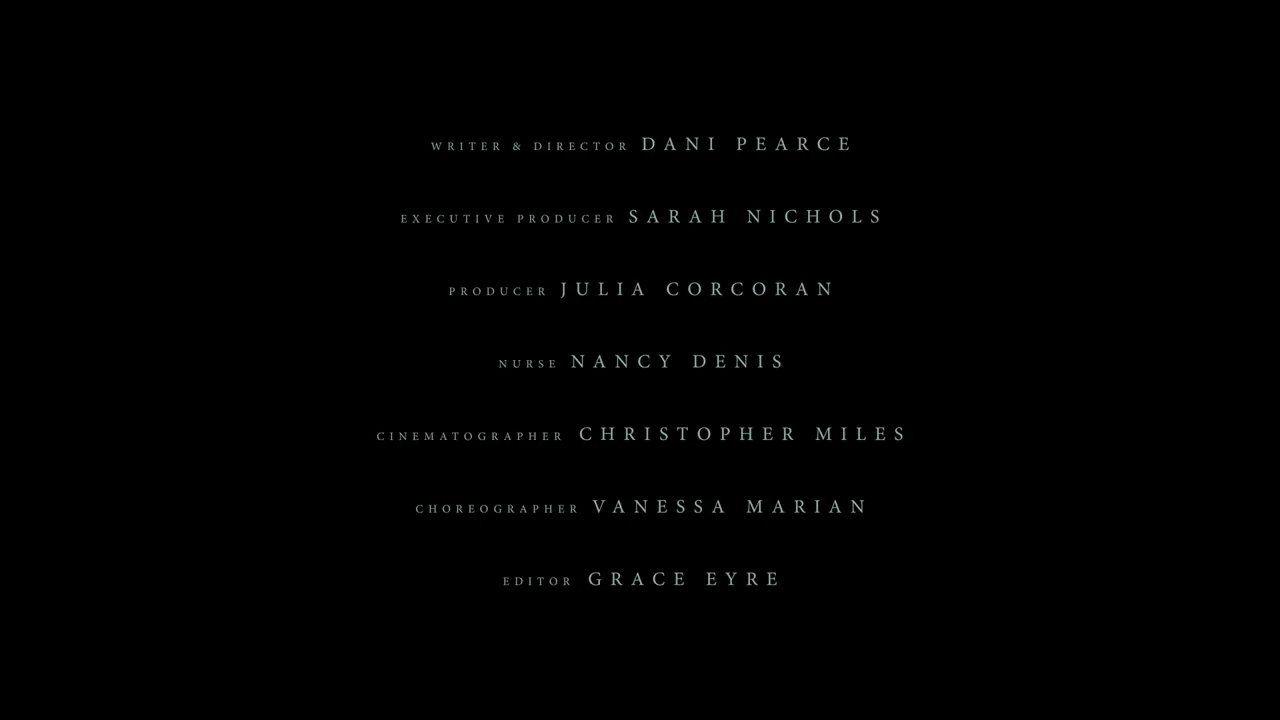 WRITER & DIRECTOR DANI PEARCE
EXECUTIVE PRODUCER SARAH NICHOLS
PRODUCER JULIA CORCORAN
NURSE NANCY DENIS
CINEMATOGRAPHER CHRISTOPHER MILES
CHOREOGRAPHER VANESSA MARIAN
EDITOR GRACE EYRE